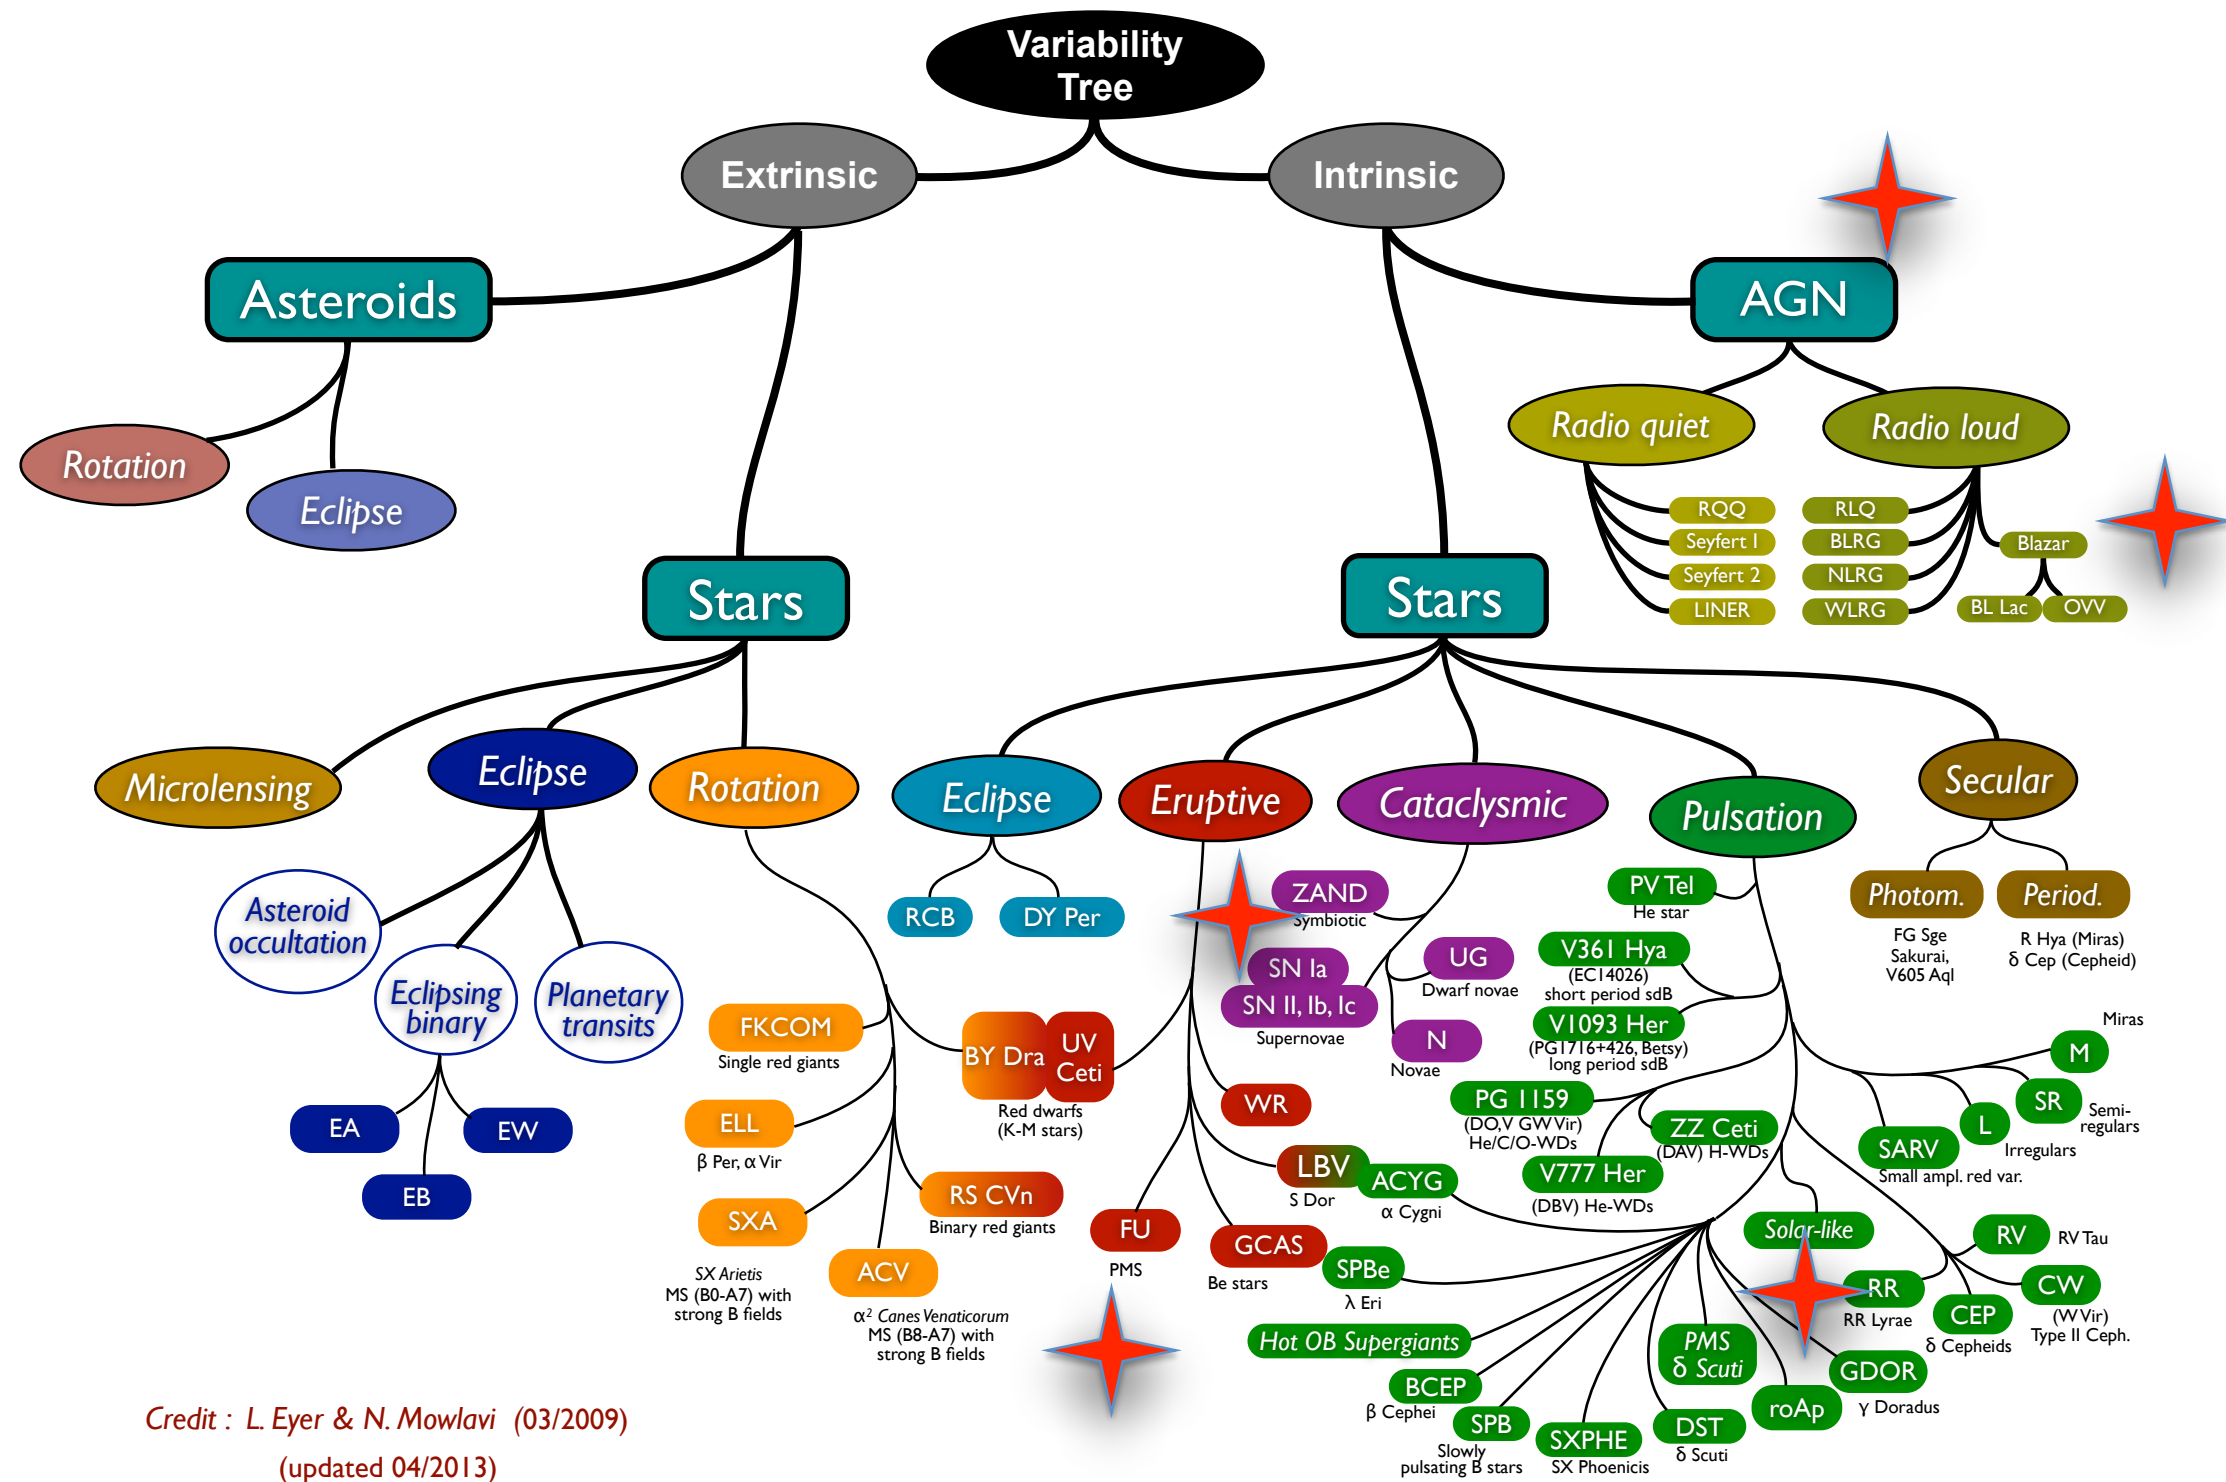 Variability
Tree
Extrinsic
Intrinsic
Asteroids
AGN
Rotation
Eclipse
Radio quiet
Radio loud
RQQ
Seyfert 1
Seyfert 2
LINER
RLQ
BLRG
NLRG
WLRG
Blazar
BL Lac
OVV
Stars
Stars
Microlensing
Eclipse
Rotation
Eclipse
Eruptive
Cataclysmic
Pulsation
Secular
Asteroid
occultation
Eclipsing
binary
Planetary
transits
EA
EB
EW
FKCOM
Single red giants
ELL
β Per, α Vir
SXA
SX Arietis
MS (B0-A7) with
strong B fields
ACV
α² Canes Venaticorum
MS (B8-A7) with
strong B fields
RS CVn
Binary red giants
BY Dra
UV
Ceti
Red dwarfs
(K-M stars)
RCB
DY Per
WR
LBV
S Dor
FU
PMS
GCAS
Be stars
ZAND
Symbiotic
SN Ia
SN II, Ib, Ic
Supernovae
UG
Dwarf novae
N
Novae
PV Tel
He star
V361 Hya
(EC14026)
short period sdB
V1093 Her
(PG1716+426, Betsy)
long period sdB
PG 1159
(DO,V GW Vir)
He/C/O-WDs
ZZ Ceti
(DAV) H-WDs
V777 Her
(DBV) He-WDs
ACYG
α Cygni
SPBe
λ Eri
Hot OB Supergiants
BCEP
β Cephei
SPB
Slowly
pulsating B stars
SXPHE
SX Phoenicis
DST
δ Scuti
PMS
δ Scuti
roAp
GDOR
γ Doradus
Solar-like
RR
RR Lyrae
CEP
δ Cepheids
RV
RV Tau
CW
(W Vir)
Type II Ceph.
M
Miras
SR
Semi-
regulars
L
Irregulars
SARV
Small ampl. red var.
Photom.
FG Sge
Sakurai,
V605 Aql
Period.
R Hya (Miras)
δ Cep (Cepheid)
Credit : L. Eyer & N. Mowlavi (03/2009)
(updated 04/2013)